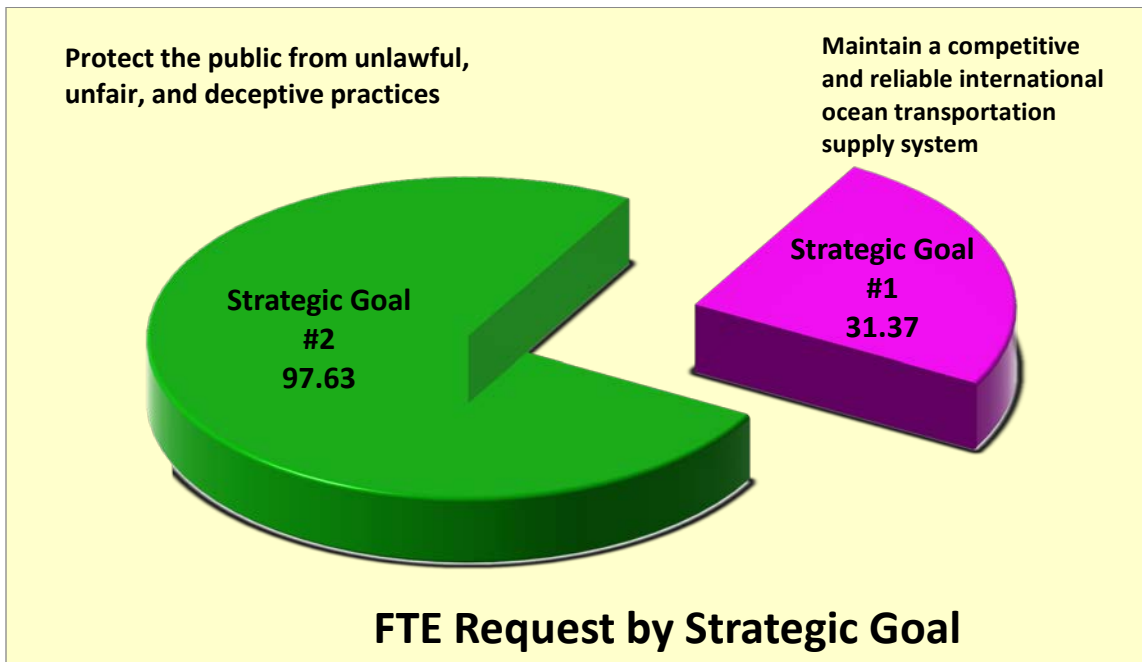 Protect the public from unlawful,
unfair, and deceptive practices
Maintain a competitive
and reliable international
ocean transportation
supply system
Strategic Goal
#2
97.63
Strategic Goal
#1
31.37
FTE Request by Strategic Goal